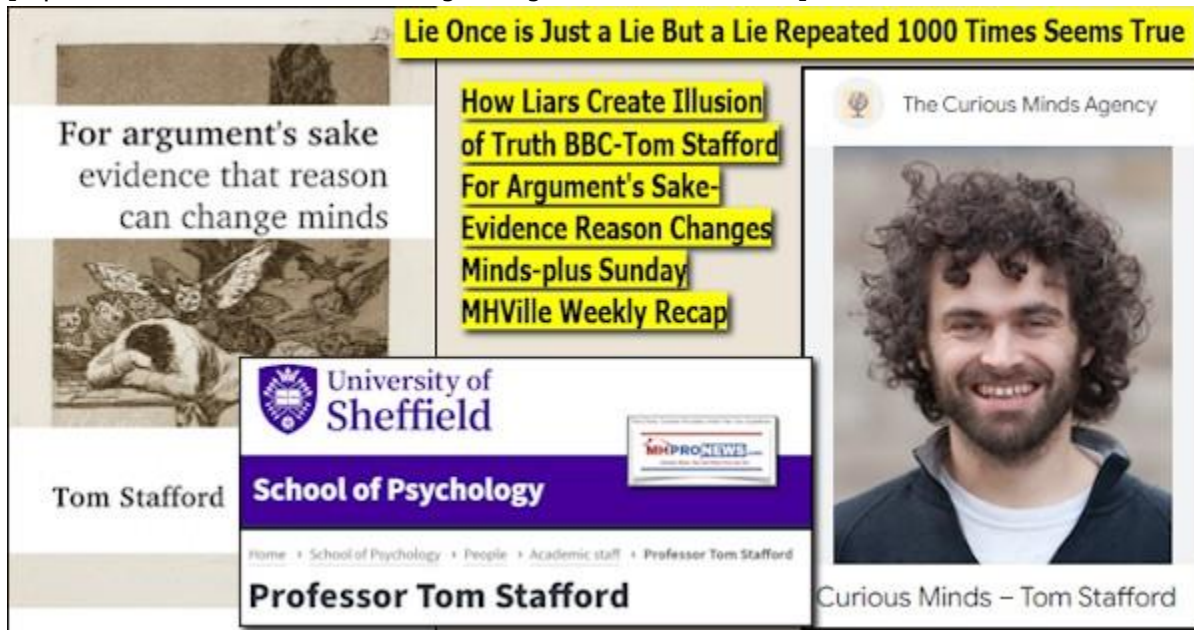 Lie Once is Just a Lie But a Lie Repeated 1000 Times Seems True
For argument's sake
evidence that reason
can change minds
Tom Stafford
How Liars Create Illusion
of Truth BBC-Tom Stafford
For Argument's Sake-
Evidence Reason Changes
Minds-plus Sunday
MHVille Weekly Recap
The Curious Minds Agency
Curious Minds – Tom Stafford
University of
Sheffield
MHPRONEWS.com
School of Psychology
Home › School of Psychology › People › Academic staff › Professor Tom Stafford
Professor Tom Stafford